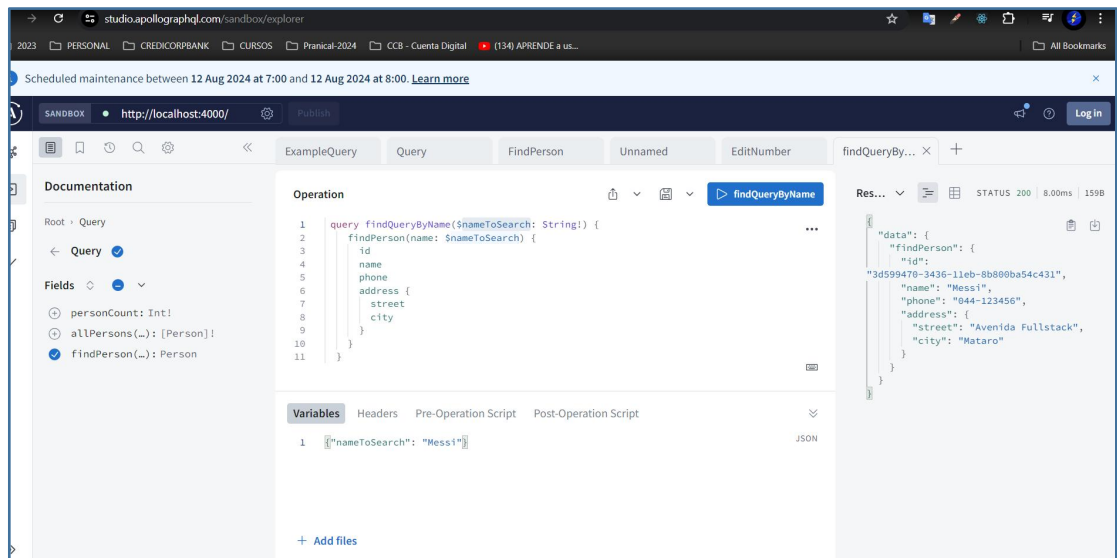 studio.apollographql.com/sandbox/explorer
2023 PERSONAL CREDICORPBANK CURSOS Pranical-2024 CCB - Cuenta Digital (134) APRENDE a us... All Bookmarks
Scheduled maintenance between 12 Aug 2024 at 7:00 and 12 Aug 2024 at 8:00. Learn more
SANDBOX http://localhost:4000/ Publish Log in
ExampleQuery Query FindPerson Unnamed EditNumber findQueryBy...
Documentation
Root › Query
Query
Fields
personCount: Int!
allPersons(…): [Person]!
findPerson(…): Person
Operation findQueryByName
1 query findQueryByName($nameToSearch: String!) {
2 findPerson(name: $nameToSearch) {
3 id
4 name
5 phone
6 address {
7 street
8 city
9 }
10 }
11 }
Variables Headers Pre-Operation Script Post-Operation Script
1 {"nameToSearch": "Messi"} JSON
+ Add files
Res... STATUS 200 8.00ms 159B
{
"data": {
"findPerson": {
"id":
"3d599470-3436-11eb-8b800ba54c431",
"name": "Messi",
"phone": "044-123456",
"address": {
"street": "Avenida Fullstack",
"city": "Mataro"
}
}
}
}